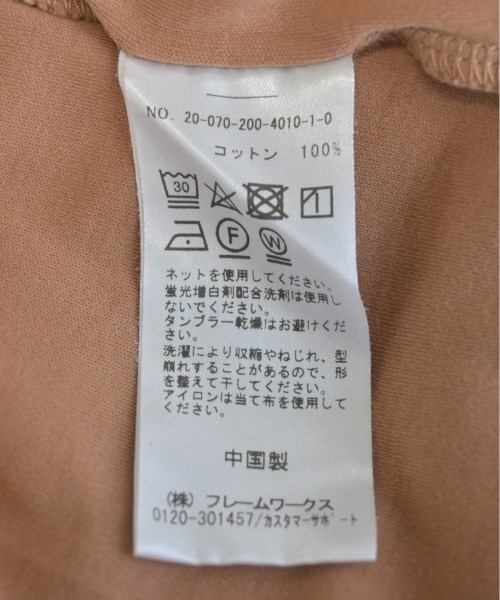 NO. 20-070-200-4010-1-0
コットン 100%
30
F W
ネットを使用してください。
蛍光増白剤配合洗剤は使用し
ないでください。
タンブラー乾燥はお避けくだ
さい。
洗濯により収縮やねじれ、型
崩れすることがあるので、形
を整えて干してください。
アイロンは当て布を使用して
ください。
中国製
(株) フレームワークス
0120-301457/カスタマーサポート